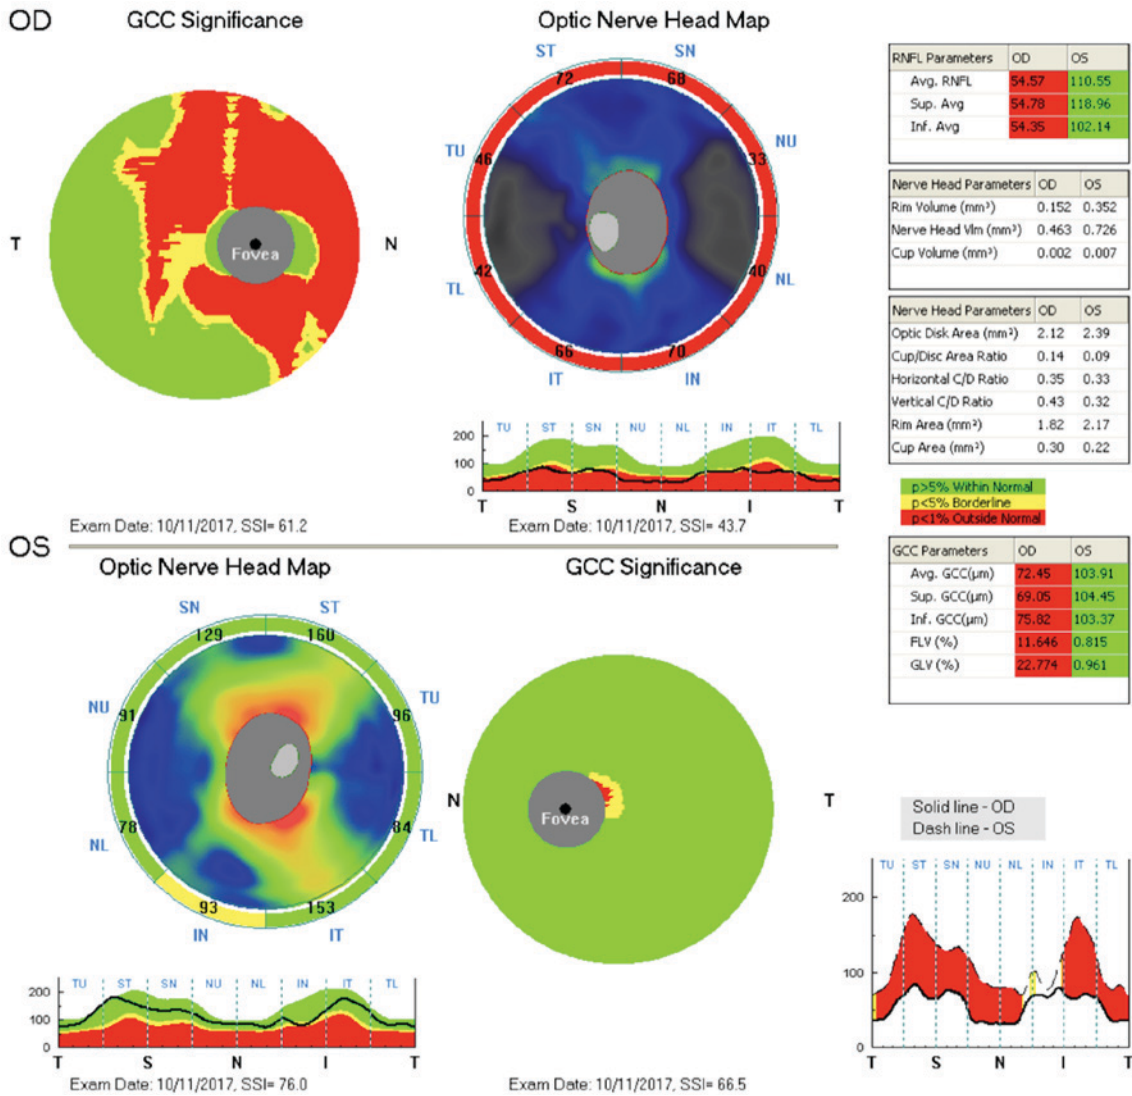 OD
GCC Significance
Optic Nerve Head Map
T
N
Fovea
ST
SN
TU
NU
TL
NL
IT
IN
72
68
46
33
42
40
66
70
TU ST SN NU NL IN IT TL
200
100
0
T S N I T
Exam Date: 10/11/2017, SSI= 61.2
Exam Date: 10/11/2017, SSI= 43.7
RNFL Parameters OD OS
Avg. RNFL 54.57 110.55
Sup. Avg 54.78 118.96
Inf. Avg 54.35 102.14
Nerve Head Parameters OD OS
Rim Volume (mm³) 0.152 0.352
Nerve Head Vlm (mm³) 0.463 0.726
Cup Volume (mm³) 0.002 0.007
Nerve Head Parameters OD OS
Optic Disk Area (mm²) 2.12 2.39
Cup/Disc Area Ratio 0.14 0.09
Horizontal C/D Ratio 0.35 0.33
Vertical C/D Ratio 0.43 0.32
Rim Area (mm²) 1.82 2.17
Cup Area (mm²) 0.30 0.22
p>5% Within Normal
p<5% Borderline
p<1% Outside Normal
OS
Optic Nerve Head Map
GCC Significance
SN
ST
NU
TU
NL
TL
IN
IT
129
160
91
96
78
84
93
153
N
T
Fovea
TU ST SN NU NL IN IT TL
200
100
0
T S N I T
Exam Date: 10/11/2017, SSI= 76.0
Exam Date: 10/11/2017, SSI= 66.5
GCC Parameters OD OS
Avg. GCC(µm) 72.45 103.91
Sup. GCC(µm) 69.05 104.45
Inf. GCC(µm) 75.82 103.37
FLV (%) 11.646 0.815
GLV (%) 22.774 0.961
Solid line - OD
Dash line - OS
TU ST SN NU NL IN IT TL
200
100
0
T S N I T